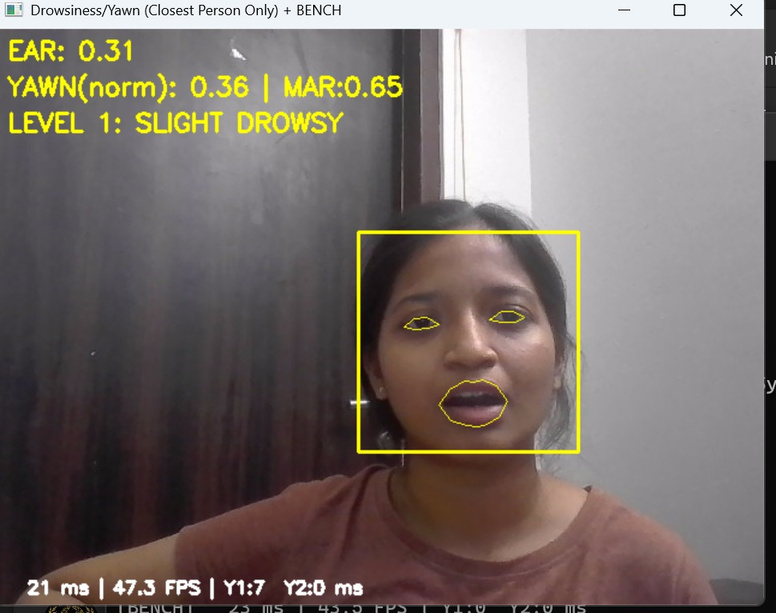 Drowsiness/Yawn (Closest Person Only) + BENCH
EAR: 0.31
YAWN(norm): 0.36 | MAR:0.65
LEVEL 1: SLIGHT DROWSY
21 ms | 47.3 FPS | Y1:7 Y2:0 ms
[BENCH] 23 ms | 43.5 FPS | Y1:0 Y2:0 ms